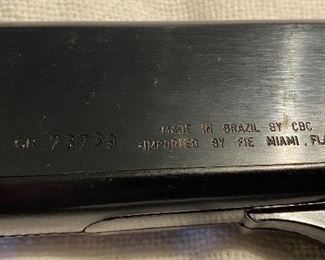 MADE IN BRAZIL BY CBC
IMPORTED BY FIE MIAMI, FLA